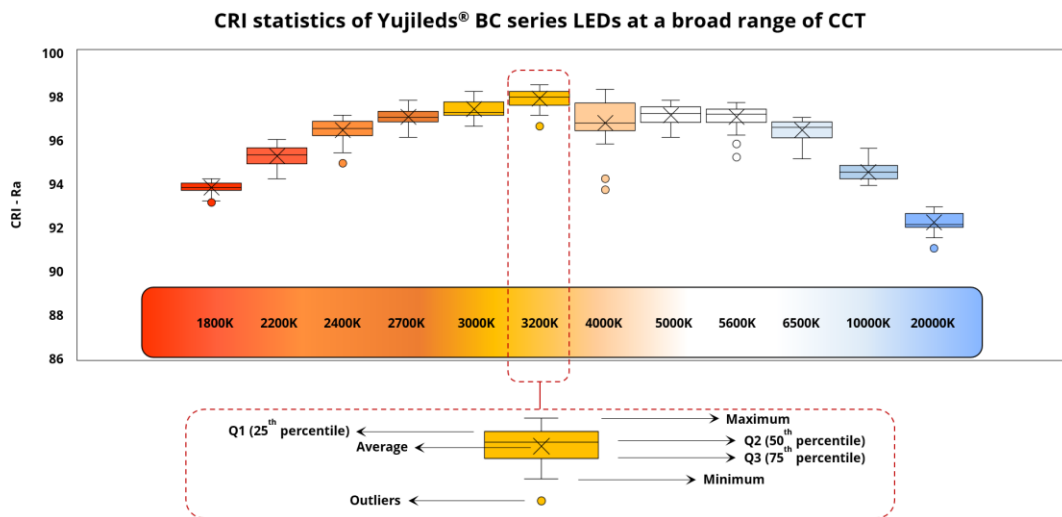 CRI statistics of Yujileds® BC series LEDs at a broad range of CCT
100
98
96
94
92
90
88
86
CRI - Ra
1800K 2200K 2400K 2700K 3000K 3200K 4000K 5000K 5600K 6500K 10000K 20000K
Maximum
Q1 (25th percentile)
Q2 (50th percentile)
Average
Q3 (75th percentile)
Minimum
Outliers